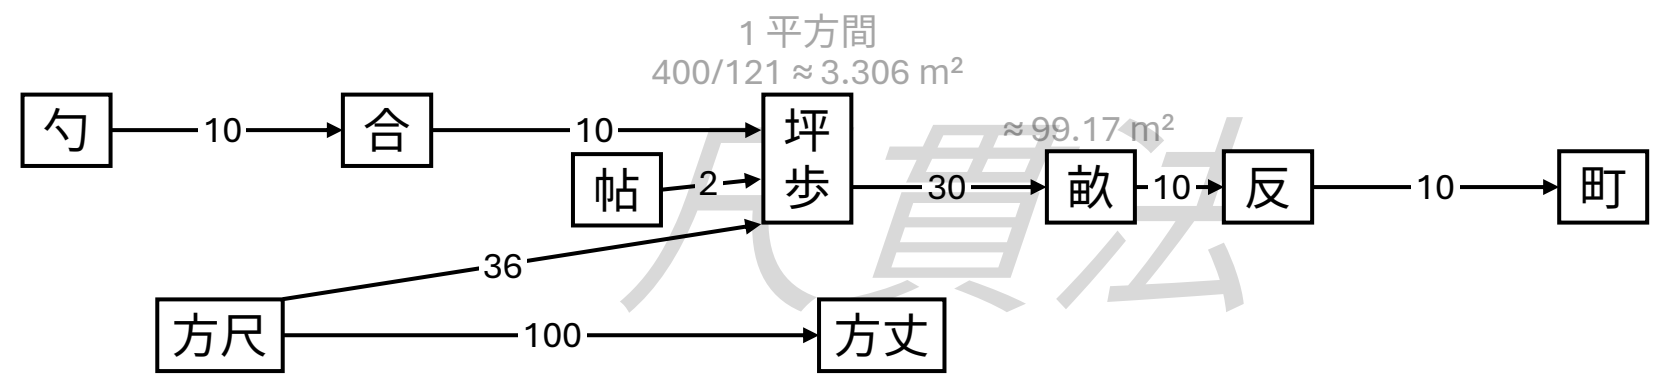 1 平方間
400/121 ≈ 3.306 m²
≈ 99.17 m²
勺 10 合 10 坪
帖 2 歩 30 畝 10 反 10 町
36
方尺 100 方丈
尺貫法